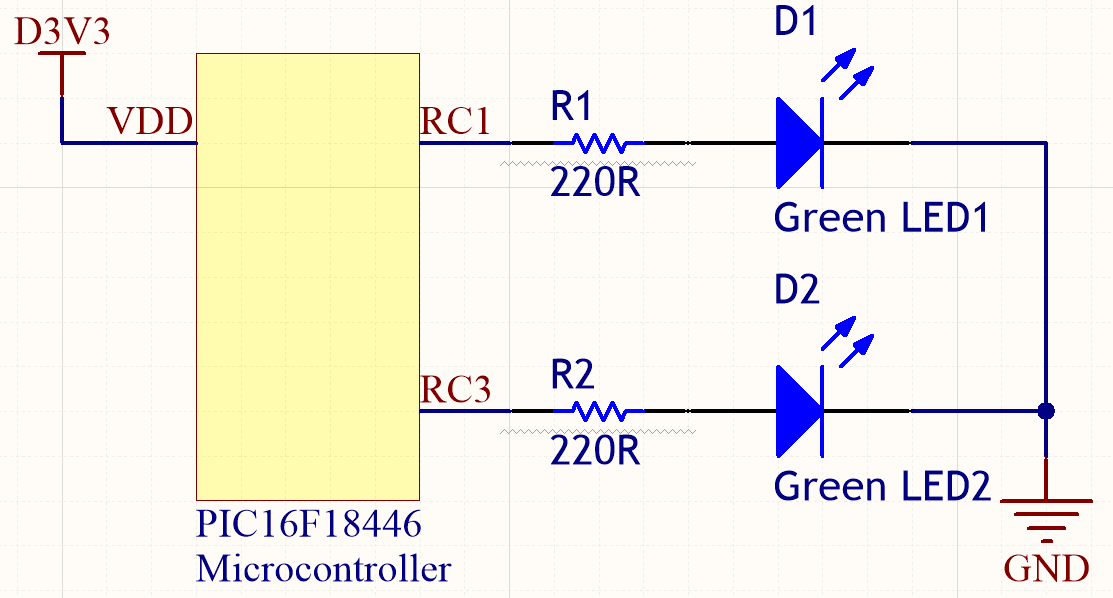 D3V3
VDD
RC1
R1
220R
D1
Green LED1
RC3
R2
220R
D2
Green LED2
PIC16F18446
Microcontroller
GND